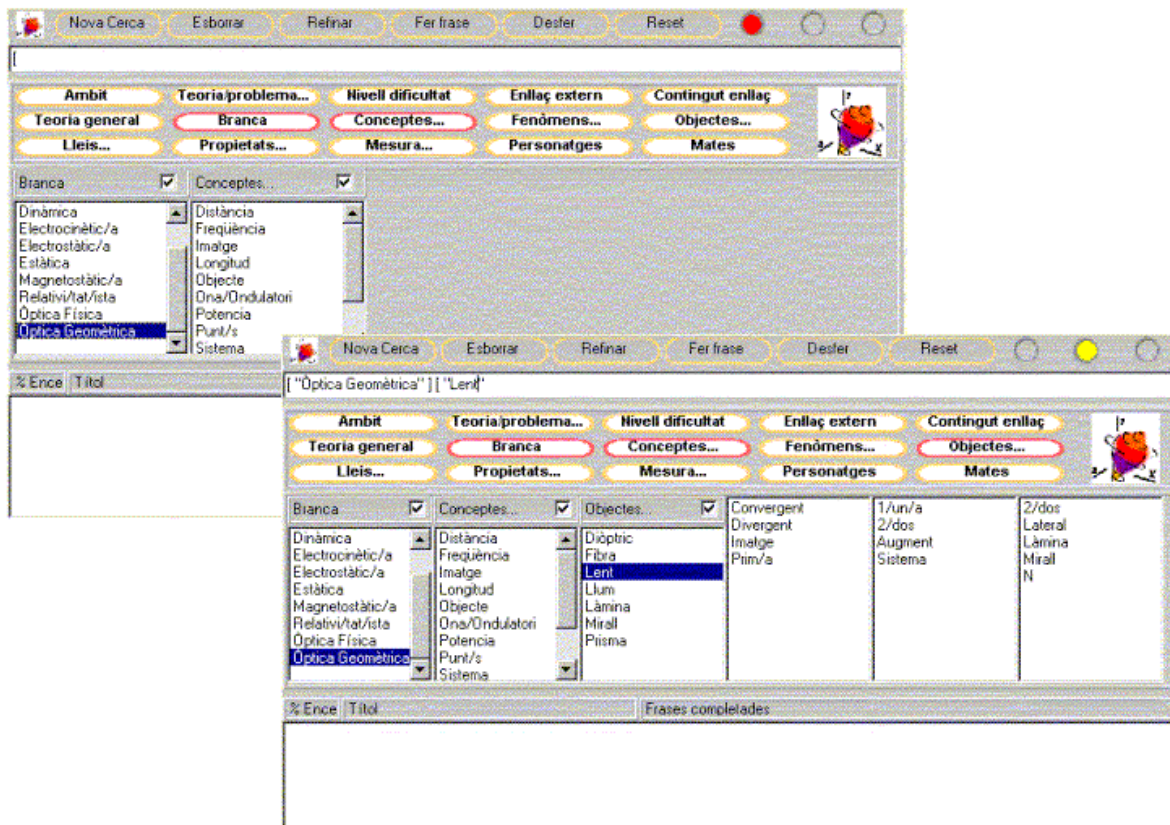 Nova Cerca Esborrar Refinar Fer frase Desfer Reset
[
Ambit Teoria/problema... Nivell dificultat Enllaç extern Contingut enllaç
Teoria general Branca Conceptes... Fenòmens... Objectes...
Lleis... Propietats... Mesura... Personatges Mates
Branca Conceptes...
Dinàmica Distància
Electrocinètic/a Freqüència
Electrostàtic/a Imatge
Estàtica Longitud
Magnetostàtic/a Objecte
Relativi/tat/ista Ona/Ondulatori
Òptica Física Potencia
Òptica Geomètrica Punt/s
Sistema
% Ence Títol
Nova Cerca Esborrar Refinar Fer frase Desfer Reset
[ "Òptica Geomètrica" ] [ "Lent"
Ambit Teoria/problema... Nivell dificultat Enllaç extern Contingut enllaç
Teoria general Branca Conceptes... Fenòmens... Objectes...
Lleis... Propietats... Mesura... Personatges Mates
Branca Conceptes... Objectes... Convergent 1/un/a 2/dos
Divergent 2/dos Lateral
Dinàmica Distància Diòptric Imatge Augment Làmina
Electrocinètic/a Freqüència Fibra Prim/a Sistema Mirall
Electrostàtic/a Imatge Lent N
Estàtica Longitud Llum
Magnetostàtic/a Objecte Làmina
Relativi/tat/ista Ona/Ondulatori Mirall
Òptica Física Potencia Prisma
Òptica Geomètrica Punt/s
Sistema
% Ence Títol Frases completades